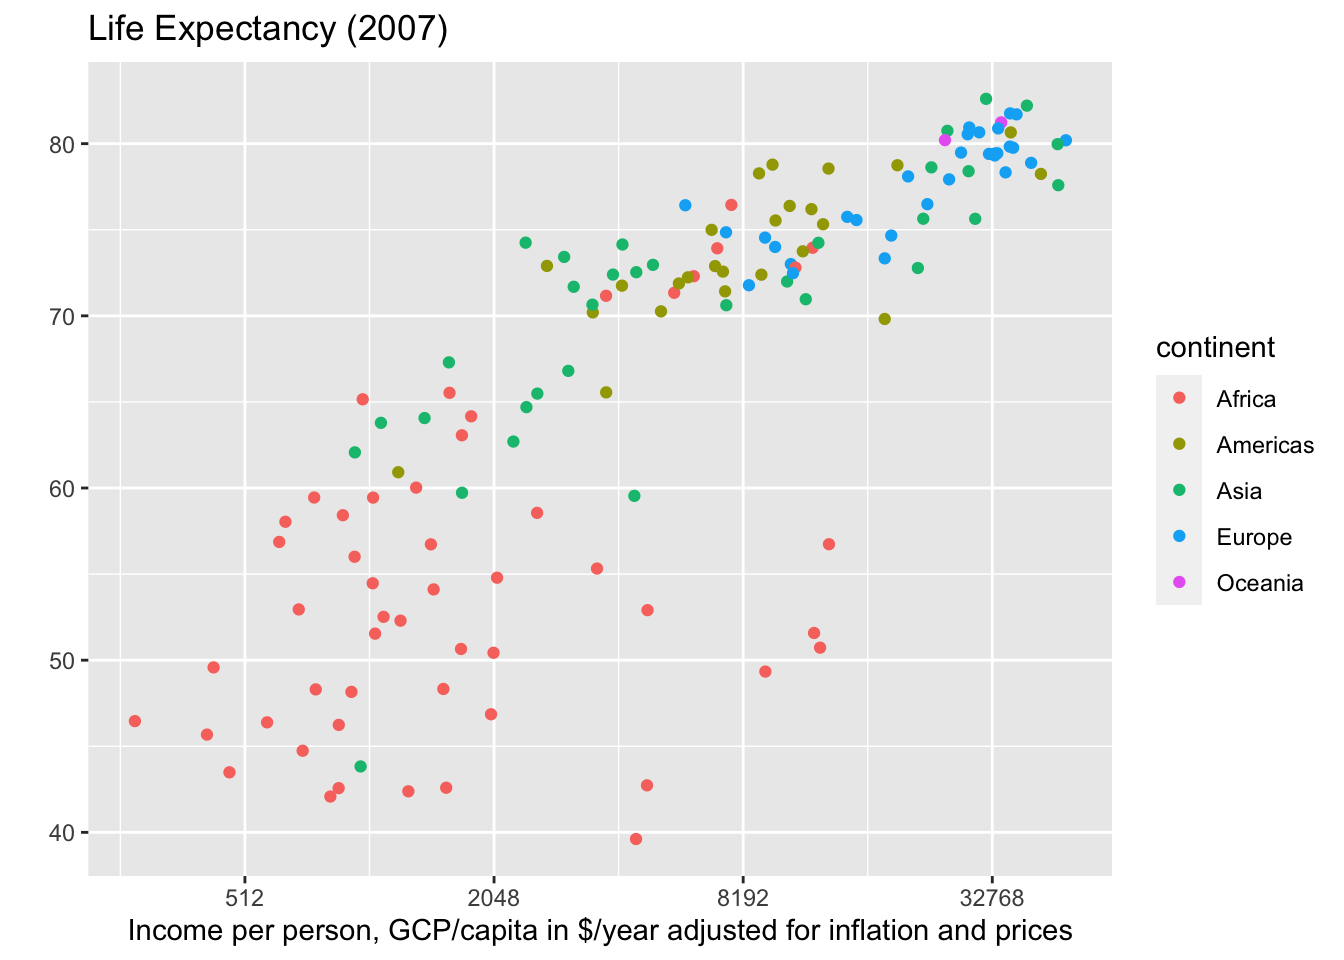 Life Expectancy (2007)
80
70
60
50
40
512 2048 8192 32768
Income per person, GCP/capita in $/year adjusted for inflation and prices
continent
Africa
Americas
Asia
Europe
Oceania